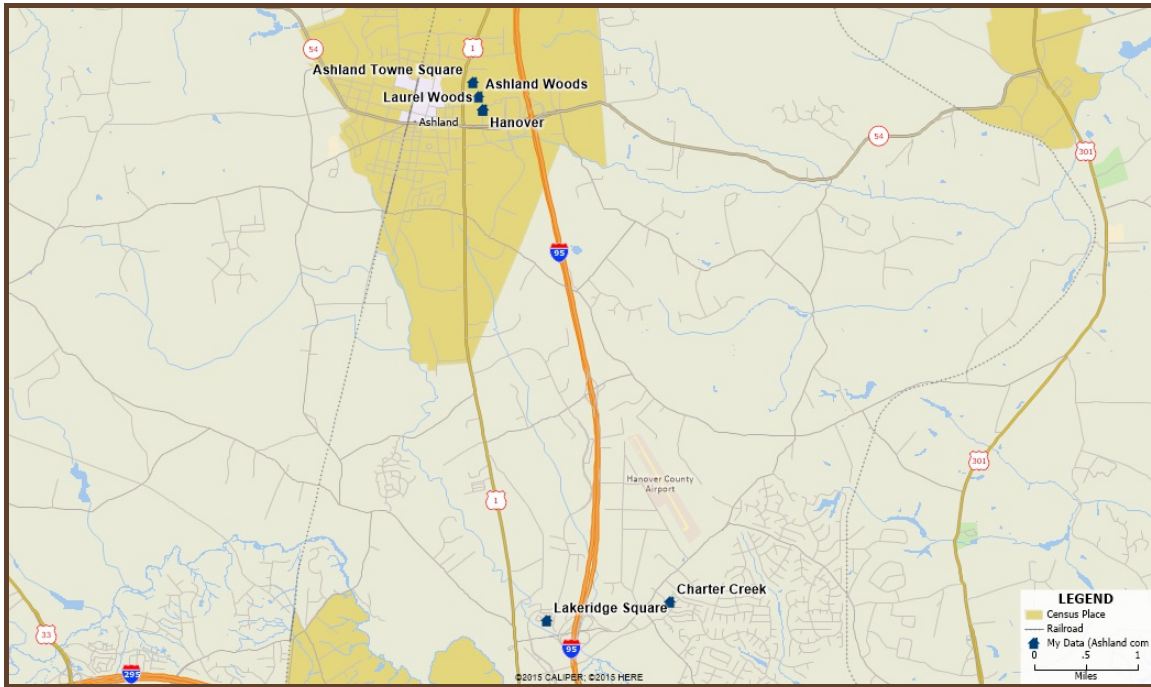 54
1
Ashland Towne Square
Ashland Woods
Laurel Woods
Ashland
Hanover
54
301
95
301
Hanover County
Airport
1
Charter Creek
Lakeridge Square
33
95
295
LEGEND
Census Place
Railroad
My Data (Ashland com
0 .5 1
Miles
©2015 CALIPER; ©2015 HERE